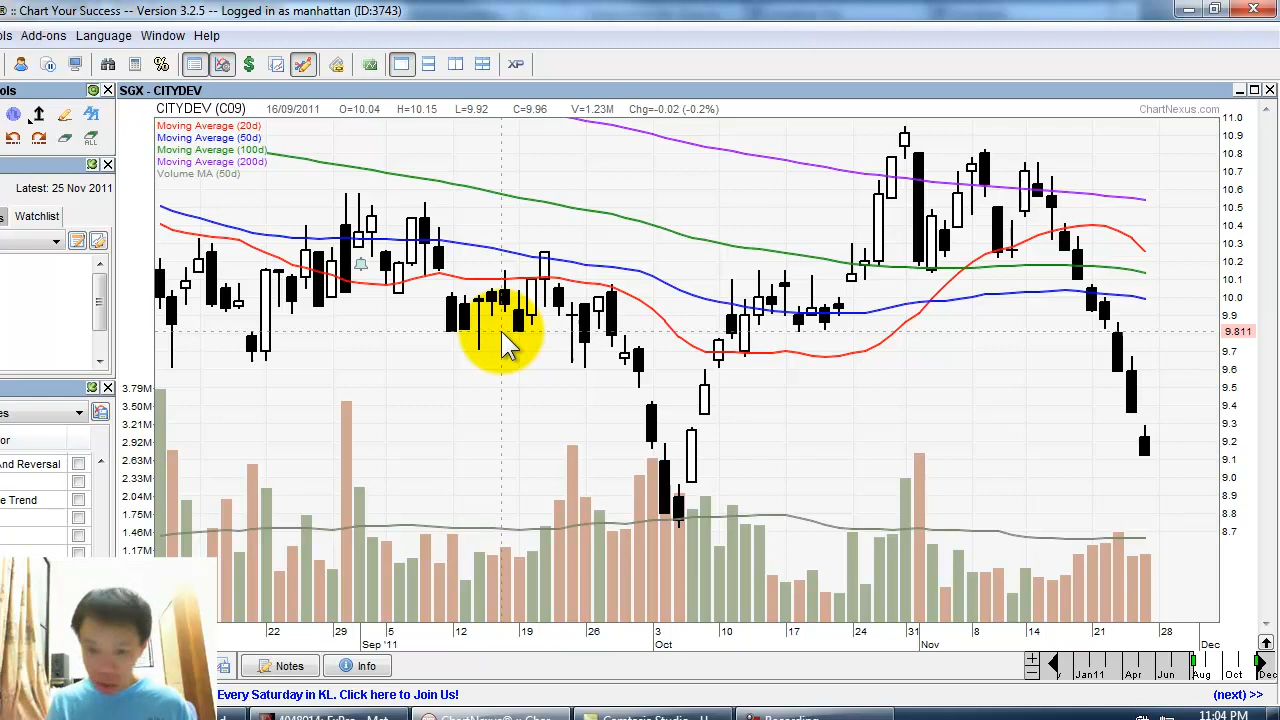 ® :: Chart Your Success -- Version 3.2.5 -- Logged in as manhattan (ID:3743)
ols Add-ons Language Window Help
XP
ols
SGX - CITYDEV
CITYDEV (C09) 16/09/2011 O=10.04 H=10.15 L=9.92 C=9.96 V=1.23M Chg=-0.02 (-0.2%) ChartNexus.com
Moving Average (20d)
Moving Average (50d)
Moving Average (100d)
Moving Average (200d)
Volume MA (50d)
ALL
Latest: 25 Nov 2011
s Watchlist
es
or
And Reversal
e Trend
11.0
10.9
10.8
10.7
10.6
10.5
10.4
10.3
10.2
10.1
10.0
9.9
9.811
9.7
9.6
9.5
9.4
9.3
9.2
9.1
9.0
8.9
8.8
8.7
3.79M
3.50M
3.21M
2.92M
2.63M
2.33M
2.04M
1.75M
1.46M
1.17M
22 29 5 12 19 26 3 10 17 24 31 8 14 21 28
Sep '11 Oct Nov Dec
Notes Info
y Jan11 Apr Jun Aug Oct Dec
Every Saturday in KL. Click here to Join Us! (next) >>
11:04 PM